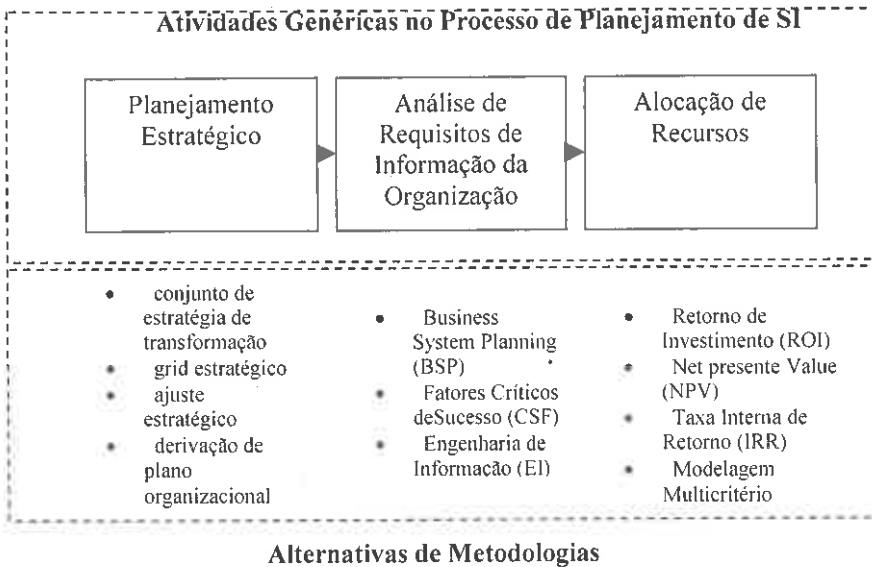 Atividades Genéricas no Processo de Planejamento de SI
Planejamento
Estratégico
Análise de
Requisitos de
Informação da
Organização
Alocação de
Recursos
• conjunto de
estratégia de
transformação
• grid estratégico
• ajuste
estratégico
• derivação de
plano
organizacional
• Business
System Planning
(BSP)
• Fatores Críticos
deSucesso (CSF)
• Engenharia de
Informação (EI)
• Retorno de
Investimento (ROI)
• Net presente Value
(NPV)
• Taxa Interna de
Retorno (IRR)
• Modelagem
Multicritério
Alternativas de Metodologias